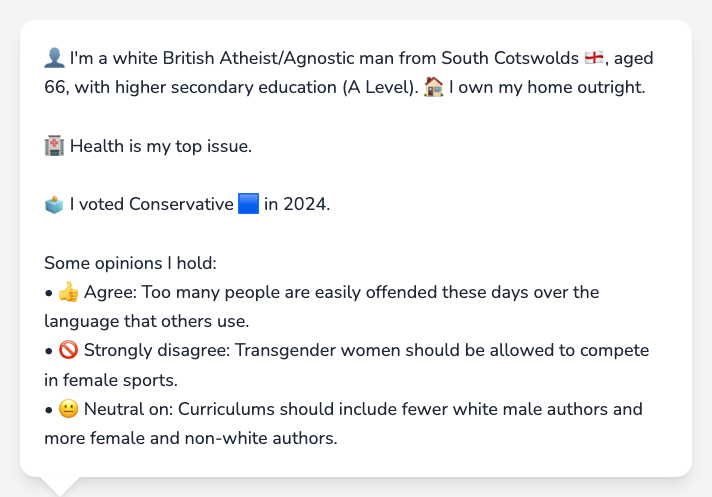 👤 I'm a white British Atheist/Agnostic man from South Cotswolds 🏴󠁧󠁢󠁥󠁮󠁧󠁿, aged
66, with higher secondary education (A Level). 🏠 I own my home outright.
🏥 Health is my top issue.
🗳️ I voted Conservative 🟦 in 2024.
Some opinions I hold:
• 👍 Agree: Too many people are easily offended these days over the
language that others use.
• 🚫 Strongly disagree: Transgender women should be allowed to compete
in female sports.
• 😐 Neutral on: Curriculums should include fewer white male authors and
more female and non-white authors.